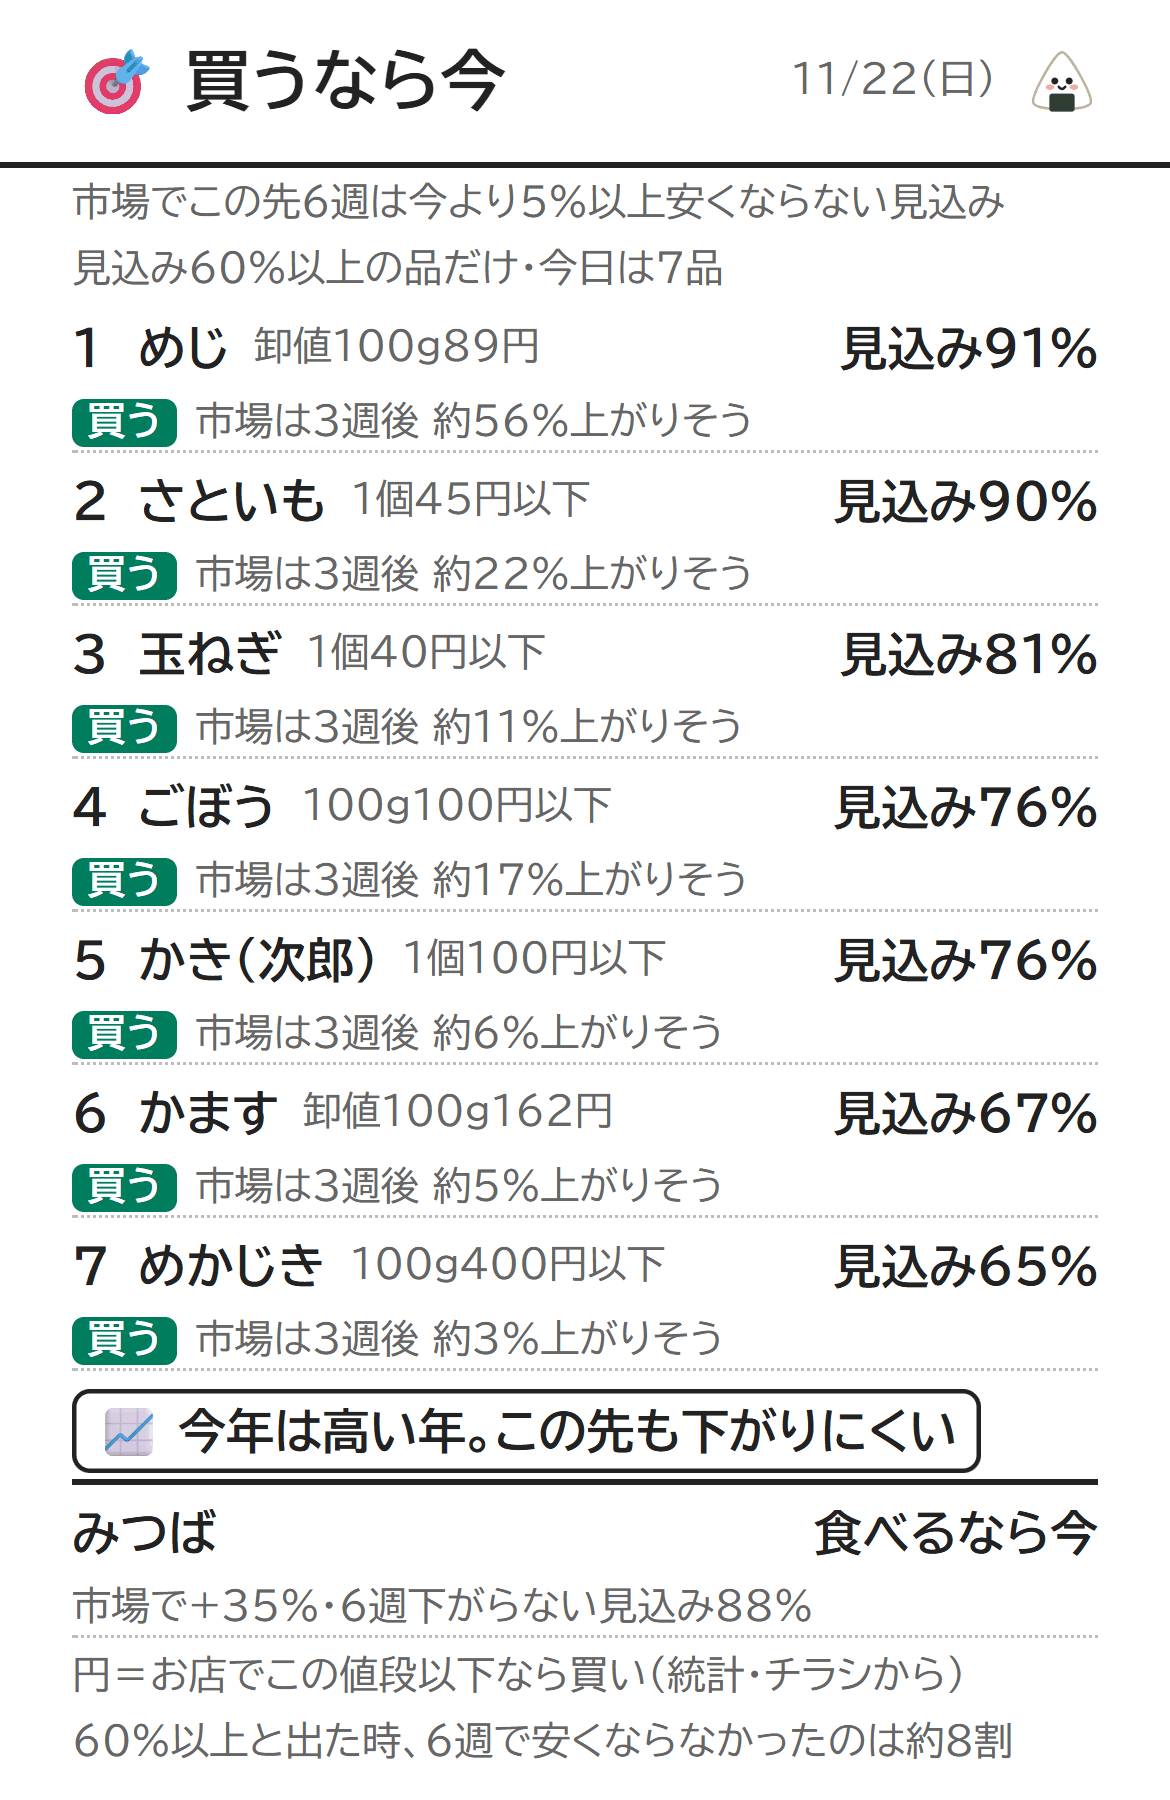 買うなら今
11/22(日)
市場でこの先6週は今より5%以上安くならない見込み
見込み60%以上の品だけ・今日は7品
1 めじ 卸値100g89円 見込み91%
買う 市場は3週後 約56%上がりそう
2 さといも 1個45円以下 見込み90%
買う 市場は3週後 約22%上がりそう
3 玉ねぎ 1個40円以下 見込み81%
買う 市場は3週後 約11%上がりそう
4 ごぼう 100g100円以下 見込み76%
買う 市場は3週後 約17%上がりそう
5 かき(次郎) 1個100円以下 見込み76%
買う 市場は3週後 約6%上がりそう
6 かます 卸値100g162円 見込み67%
買う 市場は3週後 約5%上がりそう
7 めかじき 100g400円以下 見込み65%
買う 市場は3週後 約3%上がりそう
今年は高い年。この先も下がりにくい
みつば 食べるなら今
市場で+35%・6週下がらない見込み88%
円=お店でこの値段以下なら買い(統計・チラシから)
60%以上と出た時、6週で安くならなかったのは約8割